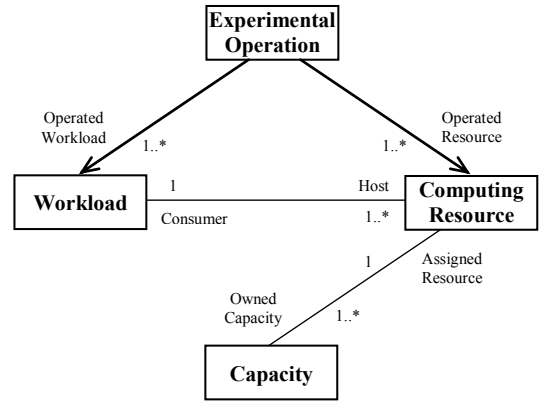 Experimental
Operation
Operated
Workload
Operated
Resource
1..*
1..*
Workload
1
Host
Computing
Resource
Consumer
1..*
1
Assigned
Resource
Owned
Capacity
1..*
Capacity